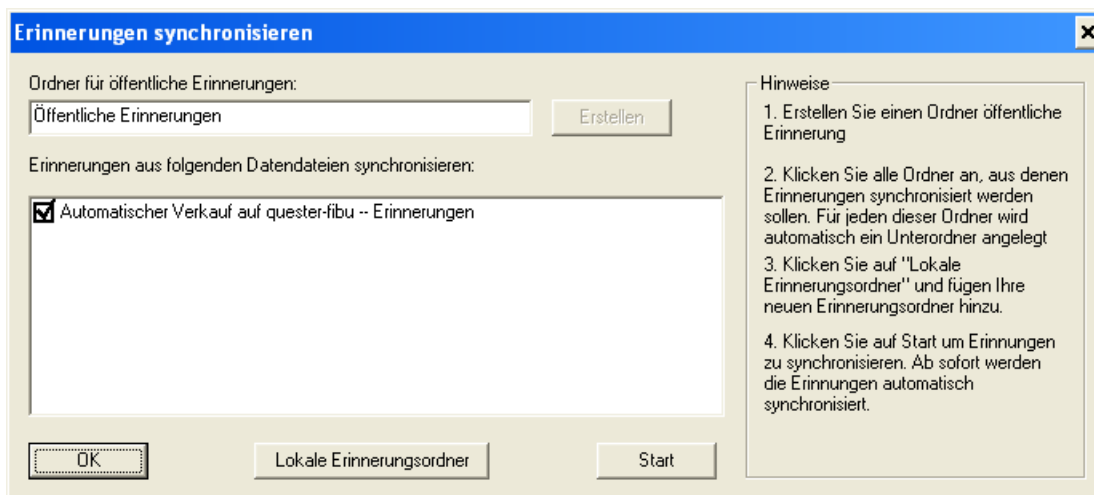 Erinnerungen synchronisieren
Ordner für öffentliche Erinnerungen:
Öffentliche Erinnerungen
Erstellen
Erinnerungen aus folgenden Datendateien synchronisieren:
Automatischer Verkauf auf quester-fibu -- Erinnerungen
OK
Lokale Erinnerungsordner
Start
Hinweise
1. Erstellen Sie einen Ordner öffentliche
Erinnerung
2. Klicken Sie alle Ordner an, aus denen
Erinnerungen synchronisiert werden
sollen. Für jeden dieser Ordner wird
automatisch ein Unterordner angelegt
3. Klicken Sie auf "Lokale
Erinnerungsordner" und fügen Ihre
neuen Erinnerungsordner hinzu.
4. Klicken Sie auf Start um Erinnungen
zu synchronisieren. Ab sofort werden
die Erinnungen automatisch
synchronisiert.